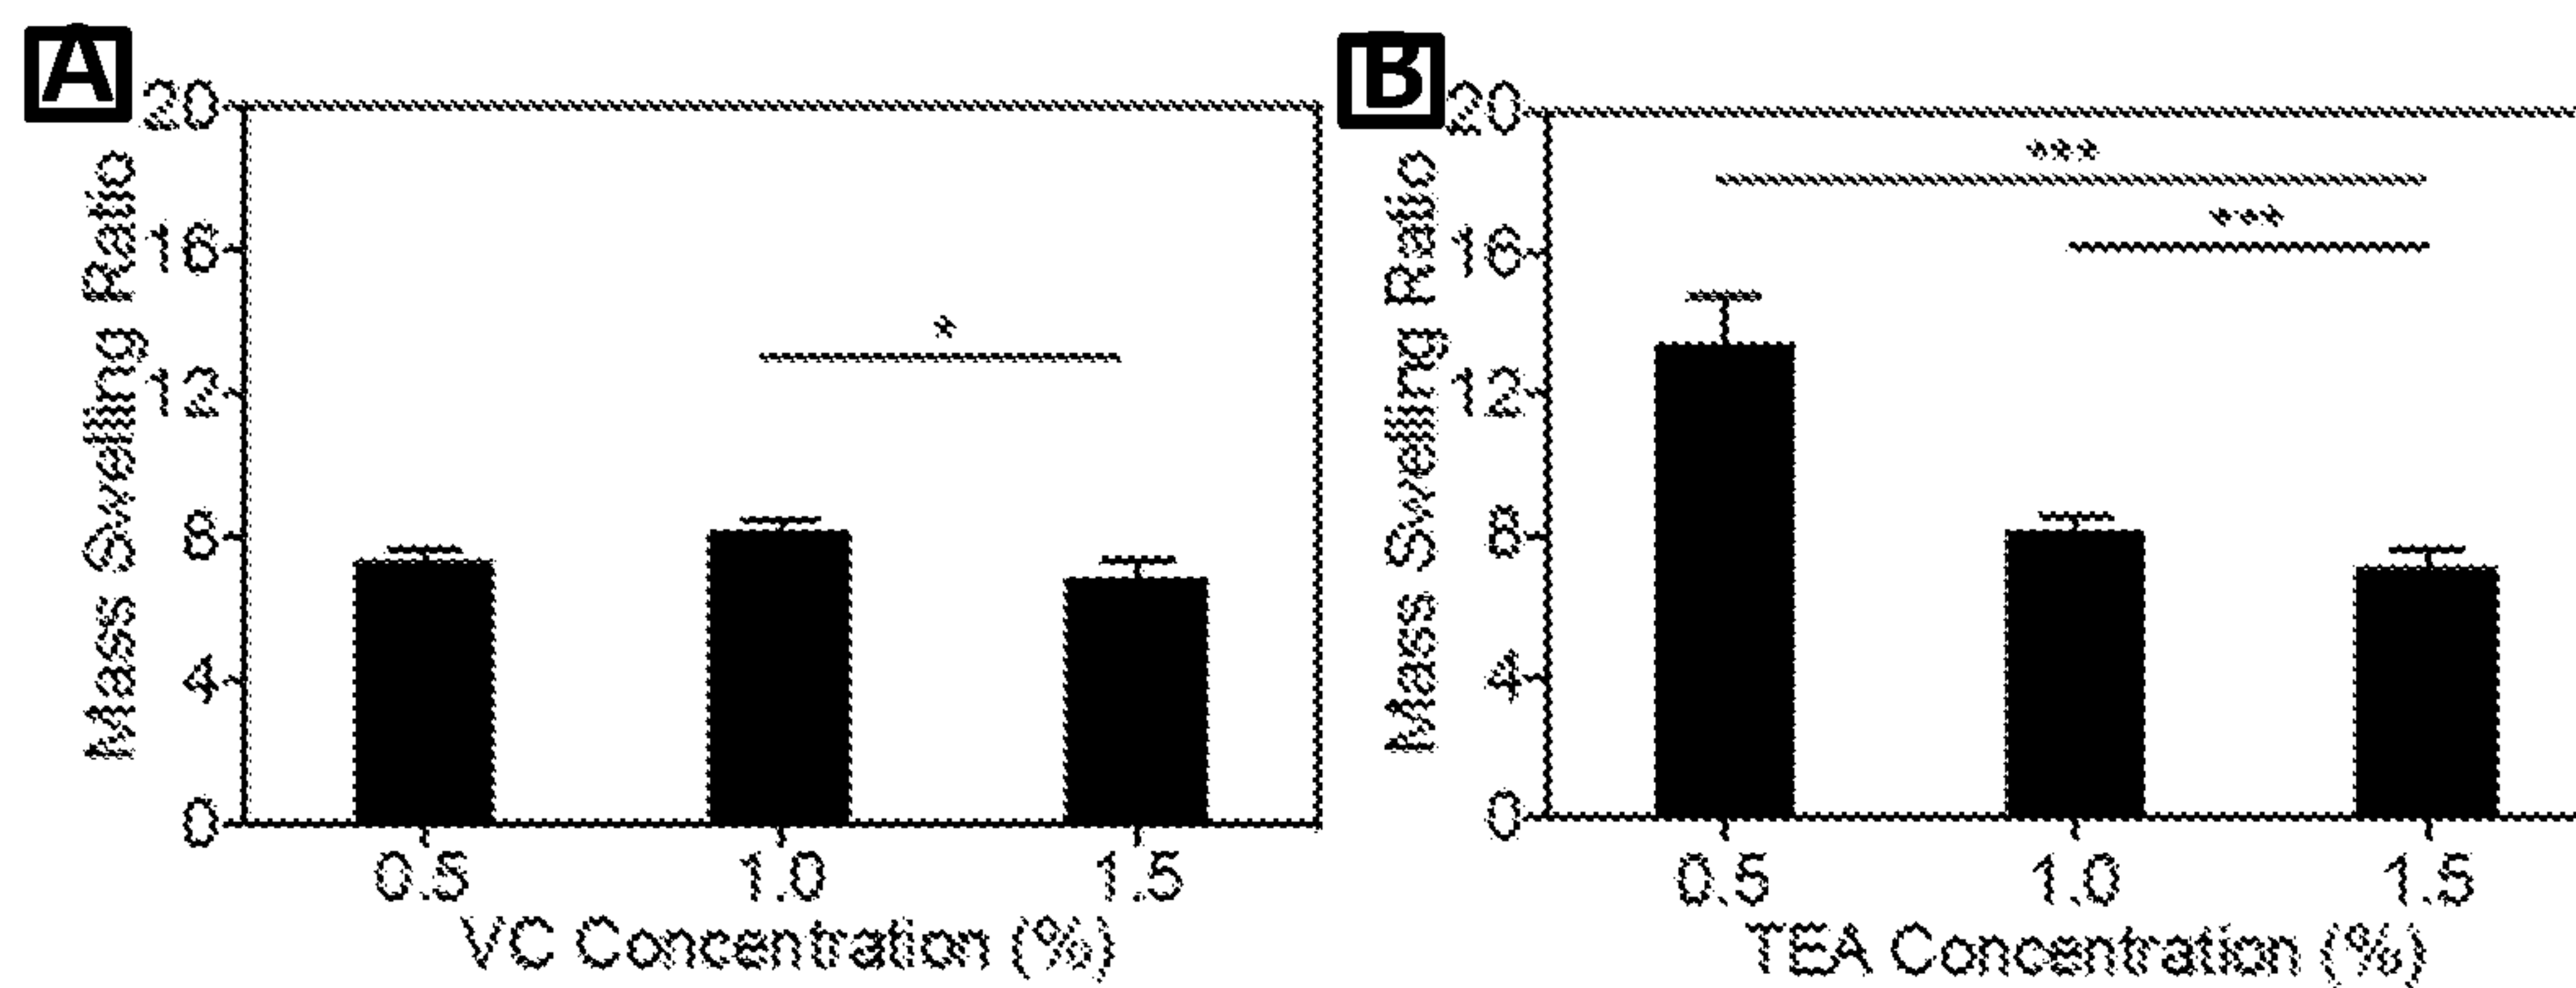 A
Mass Swelling Ratio
20
16
12
8
4
0
*
0.5 1.0 1.5
VC Concentration (%)
B
Mass Swelling Ratio
20
16
12
8
4
0
***
***
0.5 1.0 1.5
TEA Concentration (%)